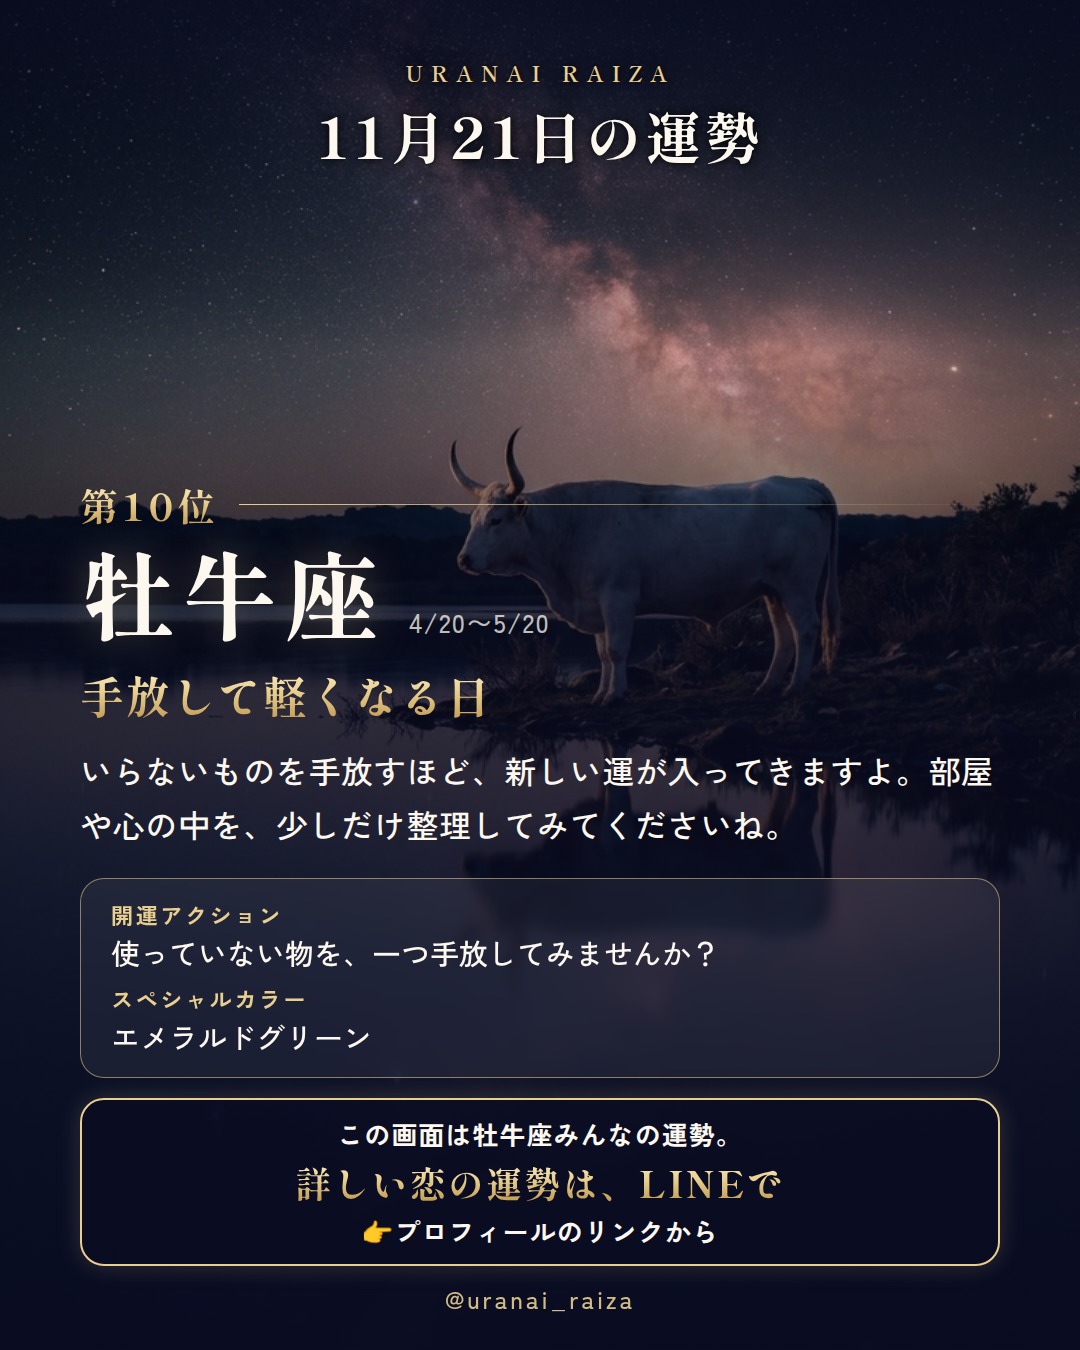 URANAI RAIZA
11月21日の運勢
第10位
牡牛座 4/20〜5/20
手放して軽くなる日
いらないものを手放すほど、新しい運が入ってきますよ。部屋
や心の中を、少しだけ整理してみてくださいね。
開運アクション
使っていない物を、一つ手放してみませんか？
スペシャルカラー
エメラルドグリーン
この画面は牡牛座みんなの運勢。
詳しい恋の運勢は、LINEで
👉プロフィールのリンクから
@uranai_raiza